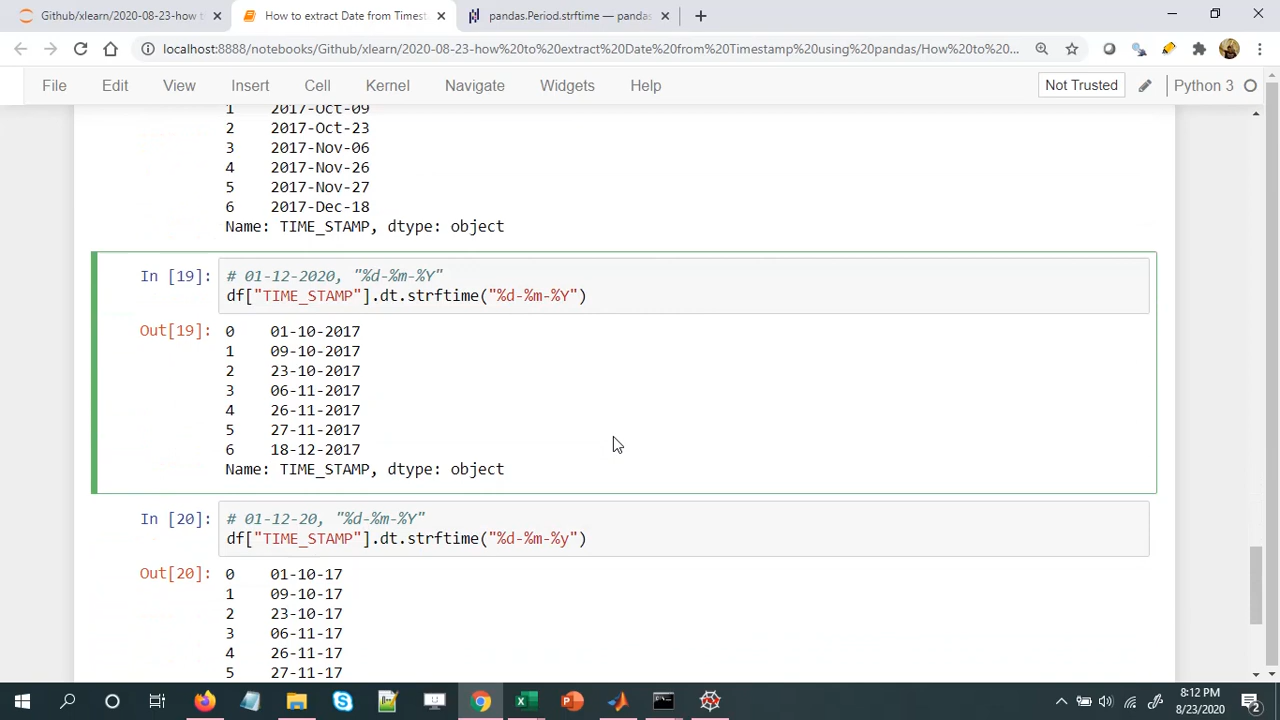 Github/xlearn/2020-08-23-how t
How to extract Date from Timest
pandas.Period.strftime — pandas
localhost:8888/notebooks/Github/xlearn/2020-08-23-how%20to%20extract%20Date%20from%20Timestamp%20using%20pandas/How%20to%20...
File Edit View Insert Cell Kernel Navigate Widgets Help Not Trusted Python 3
1 2017-Oct-09
2 2017-Oct-23
3 2017-Nov-06
4 2017-Nov-26
5 2017-Nov-27
6 2017-Dec-18
Name: TIME_STAMP, dtype: object
In [19]: # 01-12-2020, "%d-%m-%Y"
df["TIME_STAMP"].dt.strftime("%d-%m-%Y")
Out[19]: 0 01-10-2017
1 09-10-2017
2 23-10-2017
3 06-11-2017
4 26-11-2017
5 27-11-2017
6 18-12-2017
Name: TIME_STAMP, dtype: object
In [20]: # 01-12-20, "%d-%m-%Y"
df["TIME_STAMP"].dt.strftime("%d-%m-%y")
Out[20]: 0 01-10-17
1 09-10-17
2 23-10-17
3 06-11-17
4 26-11-17
5 27-11-17
8:12 PM
8/23/2020
2